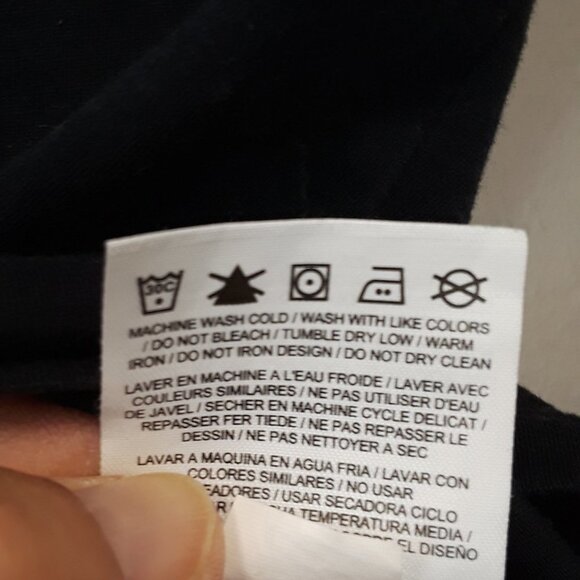 30C
MACHINE WASH COLD / WASH WITH LIKE COLORS
/ DO NOT BLEACH / TUMBLE DRY LOW / WARM
IRON / DO NOT IRON DESIGN / DO NOT DRY CLEAN
LAVER EN MACHINE A L'EAU FROIDE / LAVER AVEC
COULEURS SIMILAIRES / NE PAS UTILISER D'EAU
DE JAVEL / SECHER EN MACHINE CYCLE DELICAT /
REPASSER FER TIEDE / NE PAS REPASSER LE
DESSIN / NE PAS NETTOYER A SEC
LAVAR A MAQUINA EN AGUA FRIA / LAVAR CON
COLORES SIMILARES / NO USAR
EADORES / USAR SECADORA CICLO
TEMPERATURA MEDIA /
EL DISEÑO